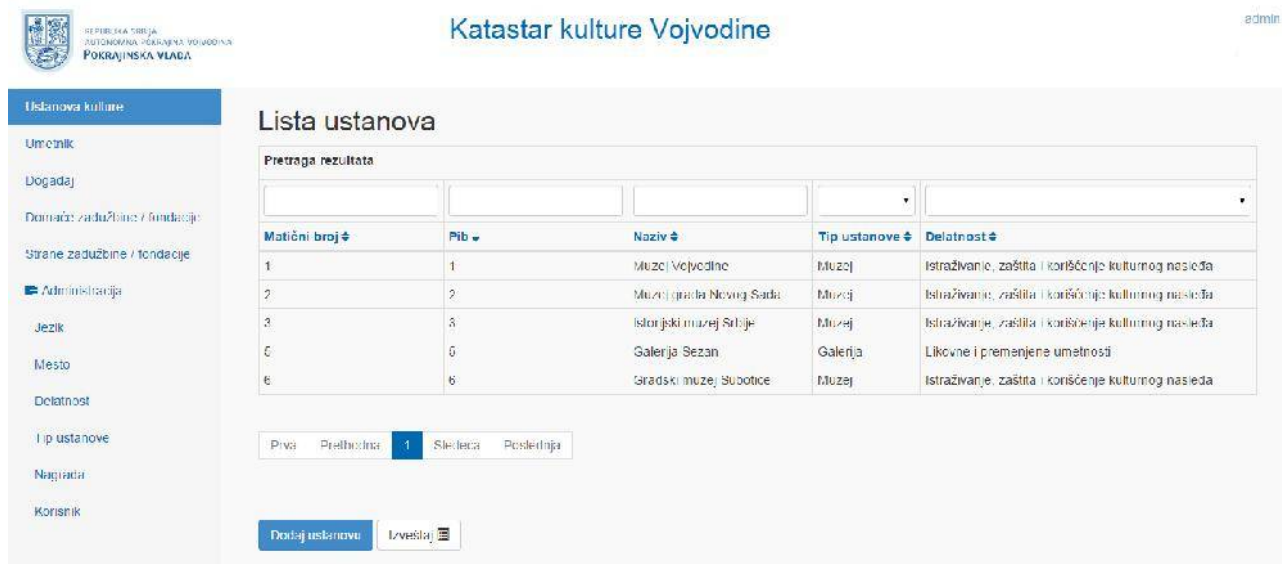 REPUBLIKA SRBIJA
AUTONOMNA POKRAJINA VOJVODINA
POKRAJINSKA VLADA
Katastar kulture Vojvodine
admin
Ustanova kulture
Umetnik
Događaj
Domaće zadužbine / fondacije
Strane zadužbine / fondacije
Administracija
Jezik
Mesto
Delatnost
Tip ustanove
Nagrada
Korisnik
Lista ustanova
Pretraga rezultata
Matični broj Pib Naziv Tip ustanove Delatnost
1 1 Muzej Vojvodine Muzej Istraživanje, zaštita i korišćenje kulturnog nasleđa
2 2 Muzej grada Novog Sada Muzej Istraživanje, zaštita i korišćenje kulturnog nasleđa
3 3 Istorijski muzej Srbije Muzej Istraživanje, zaštita i korišćenje kulturnog nasleđa
5 5 Galerija Sezan Galerija Likovne i premenjene umetnosti
6 6 Gradski muzej Subotice Muzej Istraživanje, zaštita i korišćenje kulturnog nasleđa
Prva Prethodna 1 Sledeca Poslednja
Dodaj ustanovu Izveštaj